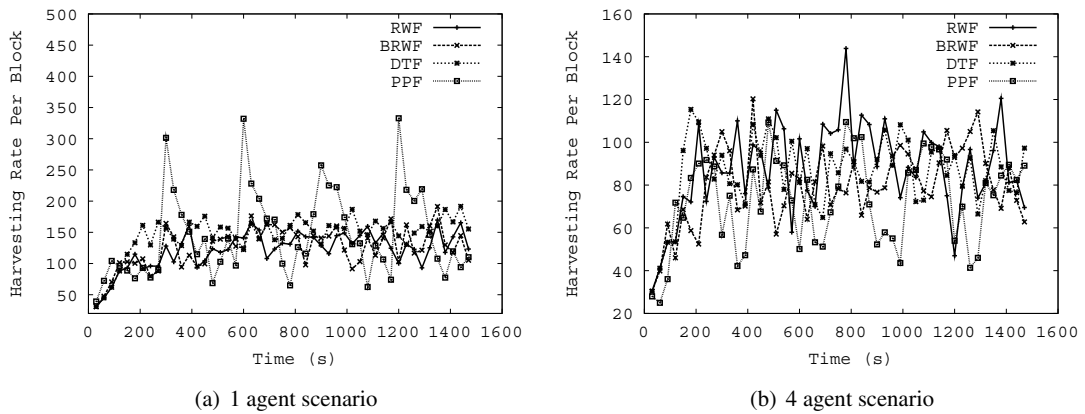 500
450
400
350
300
250
200
150
100
50
0 200 400 600 800 1000 1200 1400 1600
Harvesting Rate Per Block
Time (s)
RWF
BRWF
DTF
PPF
(a) 1 agent scenario
160
140
120
100
80
60
40
20
0 200 400 600 800 1000 1200 1400 1600
Harvesting Rate Per Block
Time (s)
RWF
BRWF
DTF
PPF
(b) 4 agent scenario